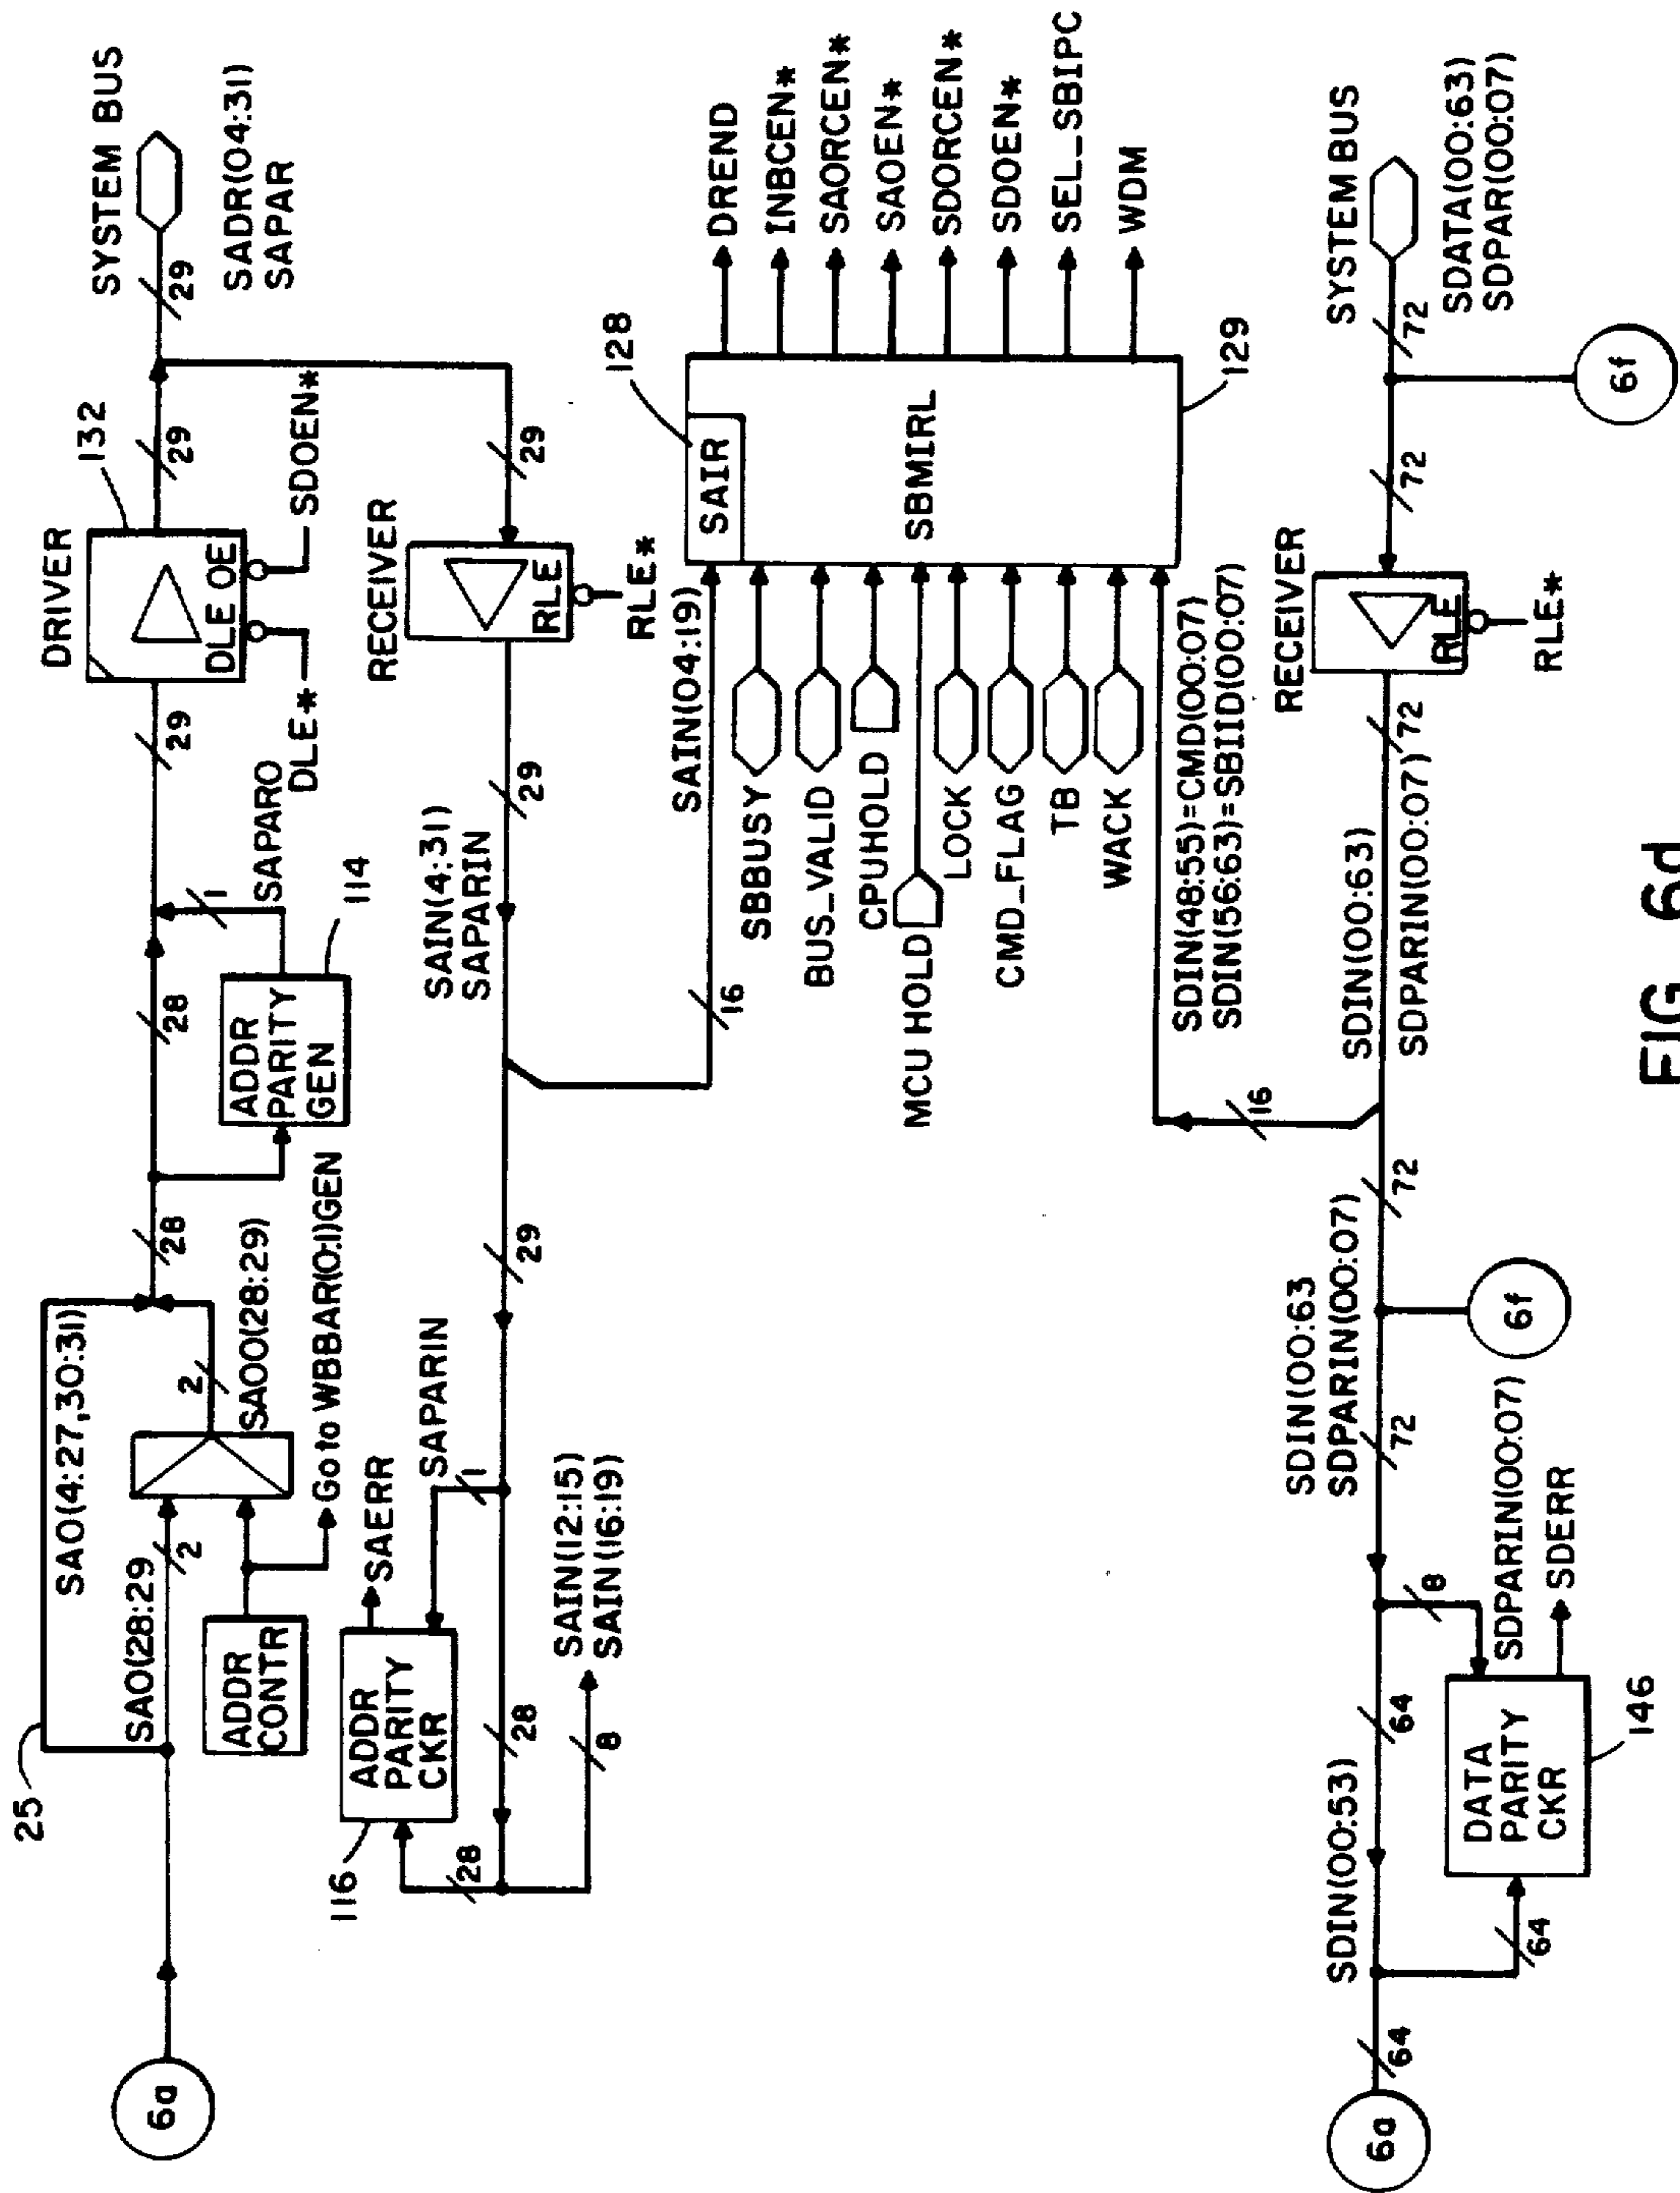 25
SAO(4:27,30:31)
SAO(28:29
2
ADDR
CONTR
2
SAOO(28:29)
Go to WBBAR(0:1)GEN
28
28
ADDR
PARITY
GEN
1
SAPARO
114
29
DLE*
DRIVER
132
DLE OE
SDOEN*
29
29
SYSTEM BUS
SADR(04:31)
SAPAR
6a
116
ADDR
PARITY
CKR
SAERR
SAPARIN
1
28
28
8
SAIN(12:15)
SAIN(16:19)
29
SAIN(4:31)
SAPARIN
29
RECEIVER
RLE
RLE*
29
16
SAIN(04:19)
SBBUSY
BUS_VALID
CPUHOLD
MCU HOLD
LOCK
CMD_FLAG
TB
WACK
SAIR
128
SBMIRL
129
DREND
INBCEN*
SAORCEN*
SAOEN*
SDORCEN*
SDOEN*
SEL_SBIPC
WDM
SDIN(48:55)=CMD(00:07)
SDIN(56:63)=SBIID(00:07)
16
6a
64
SDIN(00:53)
64
64
DATA
PARITY
CKR
146
8
SDPARIN(00:07)
SDERR
SDIN(00:63
SDPARIN(00:07)
72
72
6f
SDIN(00:63)
SDPARIN(00:07)
72
RECEIVER
RLE
RLE*
72
72
SYSTEM BUS
SDATA(00:63)
SDPAR(00:07)
6f
FIG. 6d